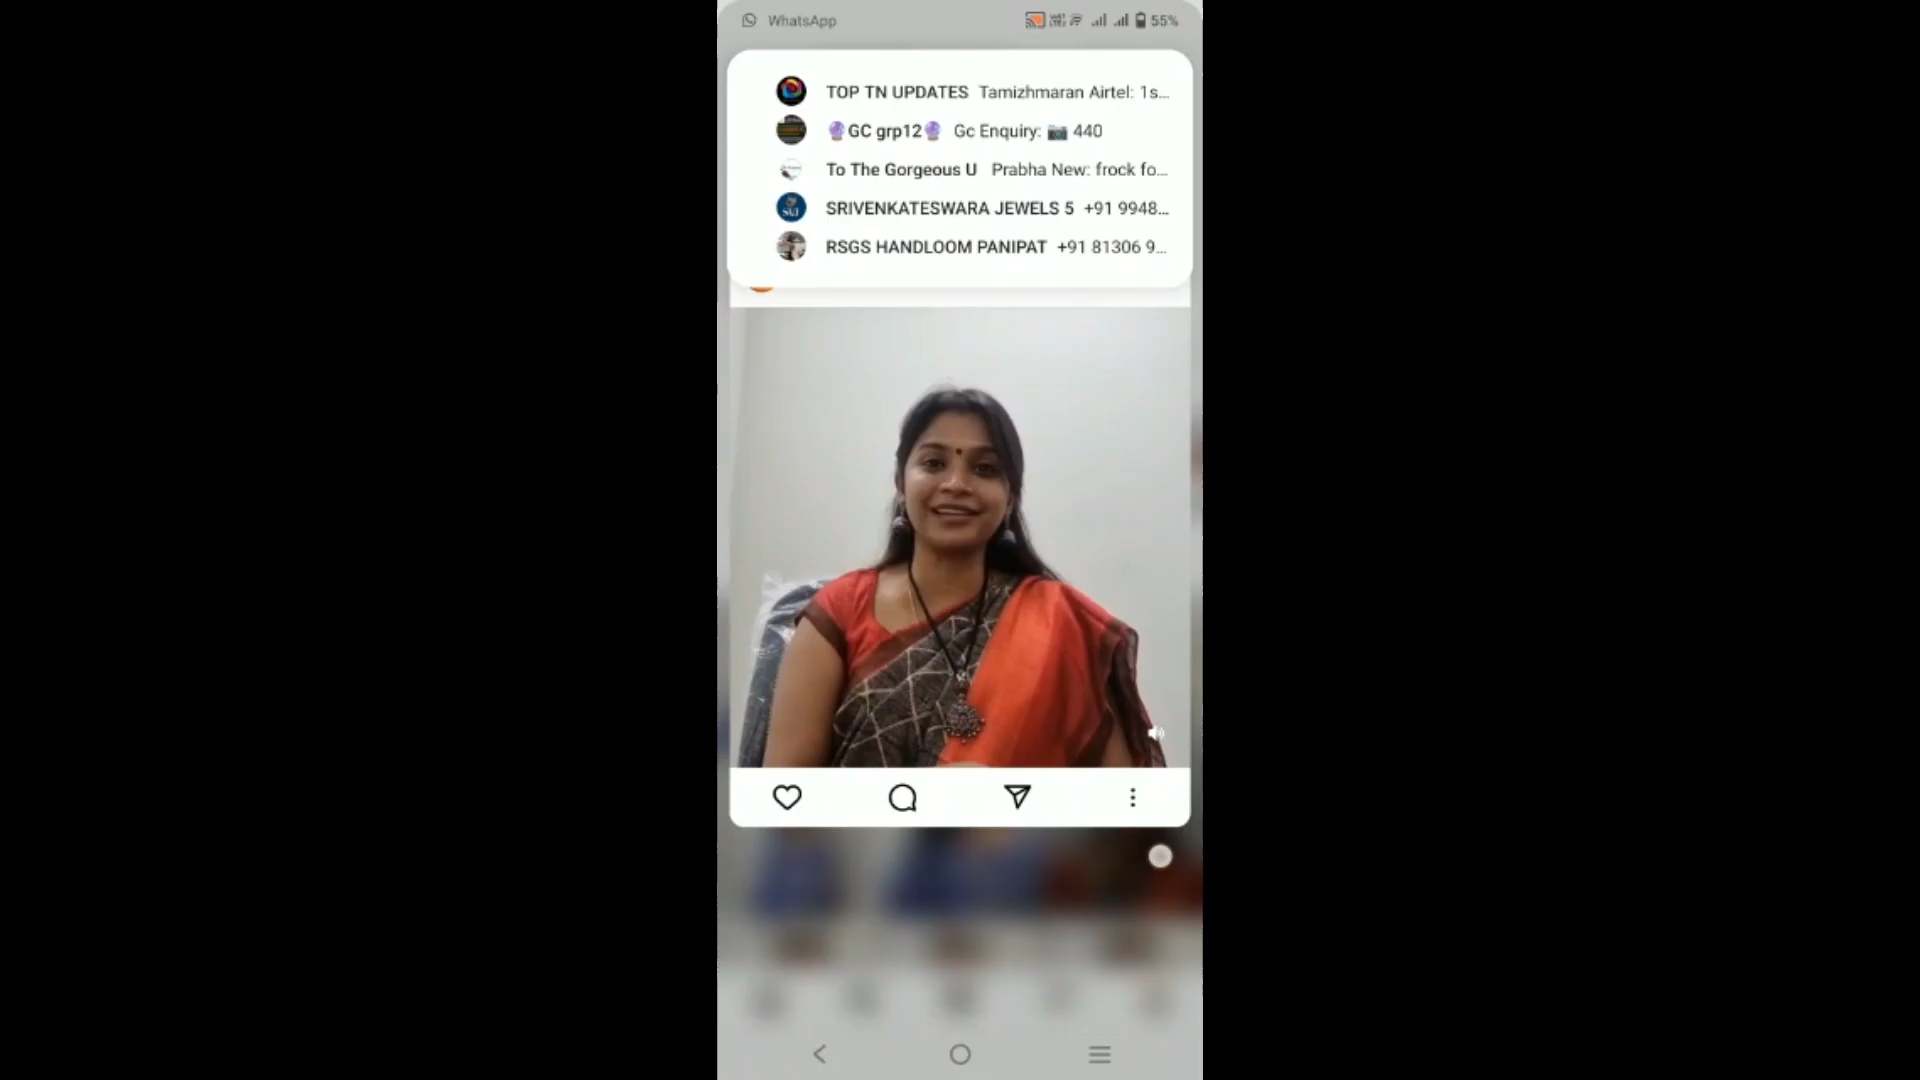 WhatsApp 55%
TOP TN UPDATES Tamizhmaran Airtel: 1s...
🔮GC grp12🔮 Gc Enquiry: 📷 440
To The Gorgeous U Prabha New: frock fo...
SRIVENKATESWARA JEWELS 5 +91 9948...
RSGS HANDLOOM PANIPAT +91 81306 9...